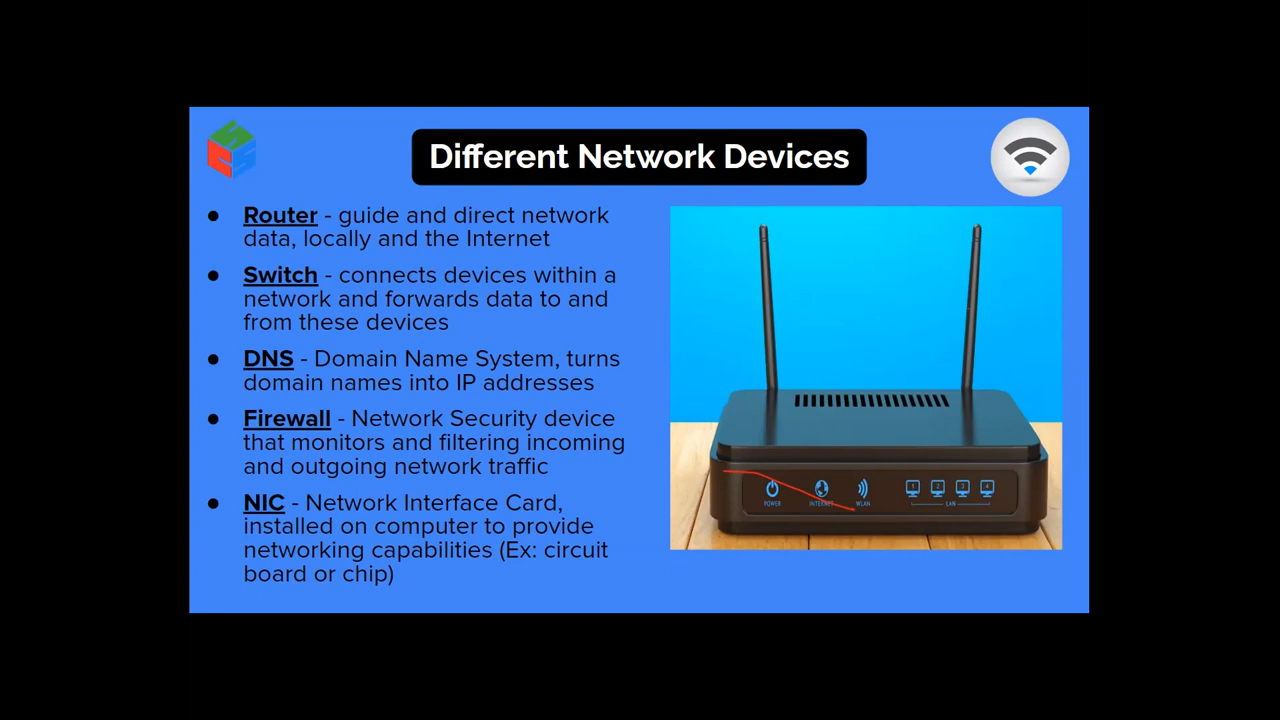 Different Network Devices
● Router - guide and direct network
data, locally and the Internet
● Switch - connects devices within a
network and forwards data to and
from these devices
● DNS - Domain Name System, turns
domain names into IP addresses
● Firewall - Network Security device
that monitors and filtering incoming
and outgoing network traffic
● NIC - Network Interface Card,
installed on computer to provide
networking capabilities (Ex: circuit
board or chip)
1 2 3 4
POWER INTERNET WLAN LAN